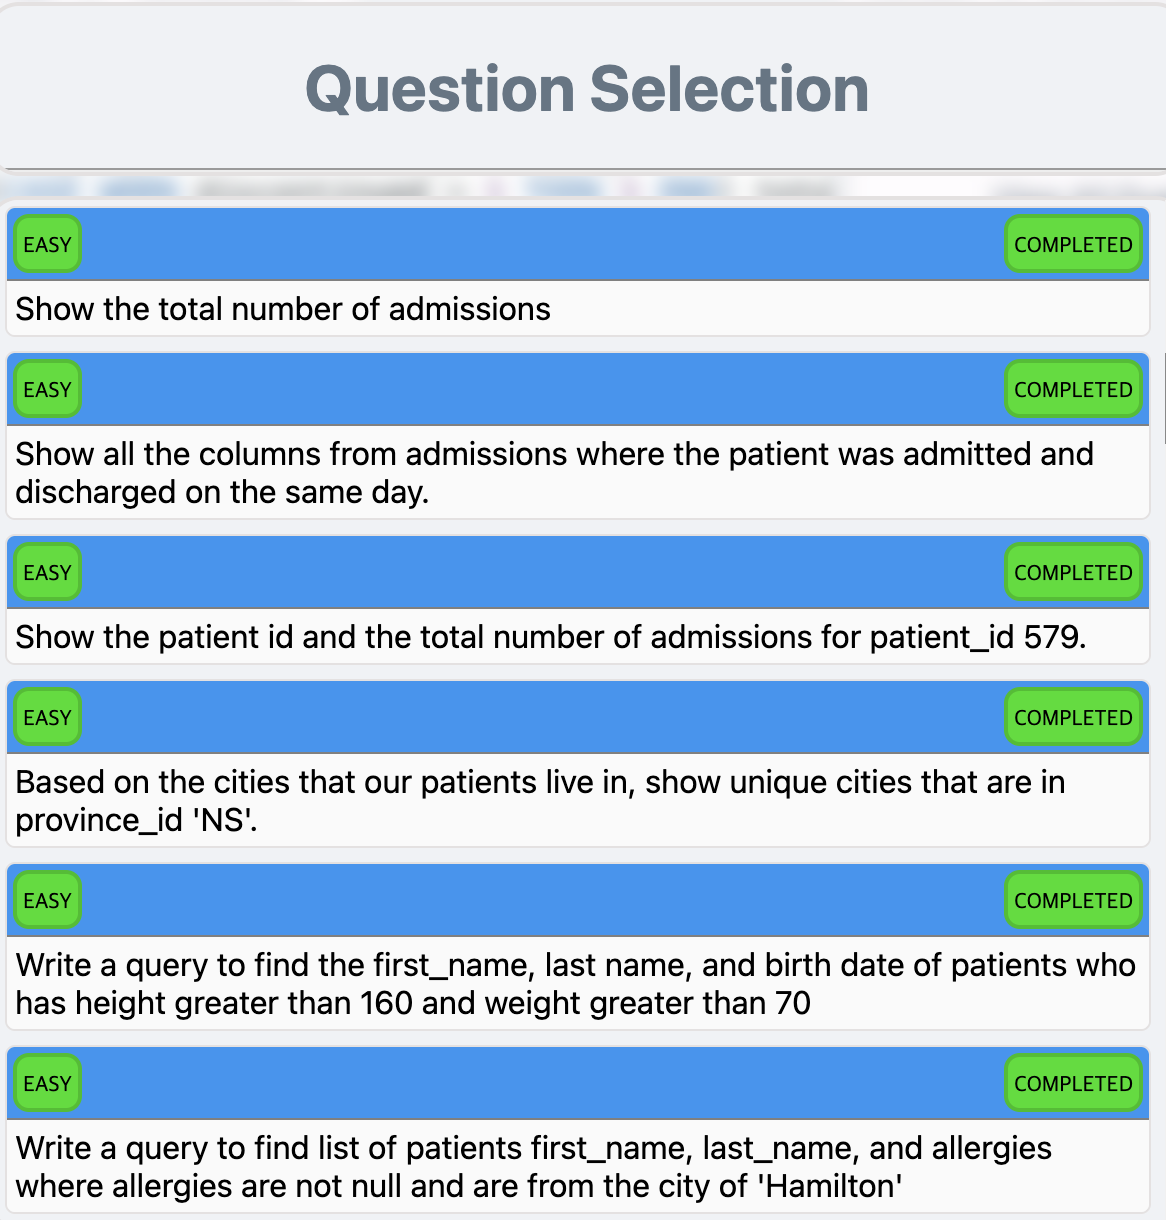 Question Selection
EASY
COMPLETED
Show the total number of admissions
EASY
COMPLETED
Show all the columns from admissions where the patient was admitted and
discharged on the same day.
EASY
COMPLETED
Show the patient id and the total number of admissions for patient_id 579.
EASY
COMPLETED
Based on the cities that our patients live in, show unique cities that are in
province_id 'NS'.
EASY
COMPLETED
Write a query to find the first_name, last name, and birth date of patients who
has height greater than 160 and weight greater than 70
EASY
COMPLETED
Write a query to find list of patients first_name, last_name, and allergies
where allergies are not null and are from the city of 'Hamilton'